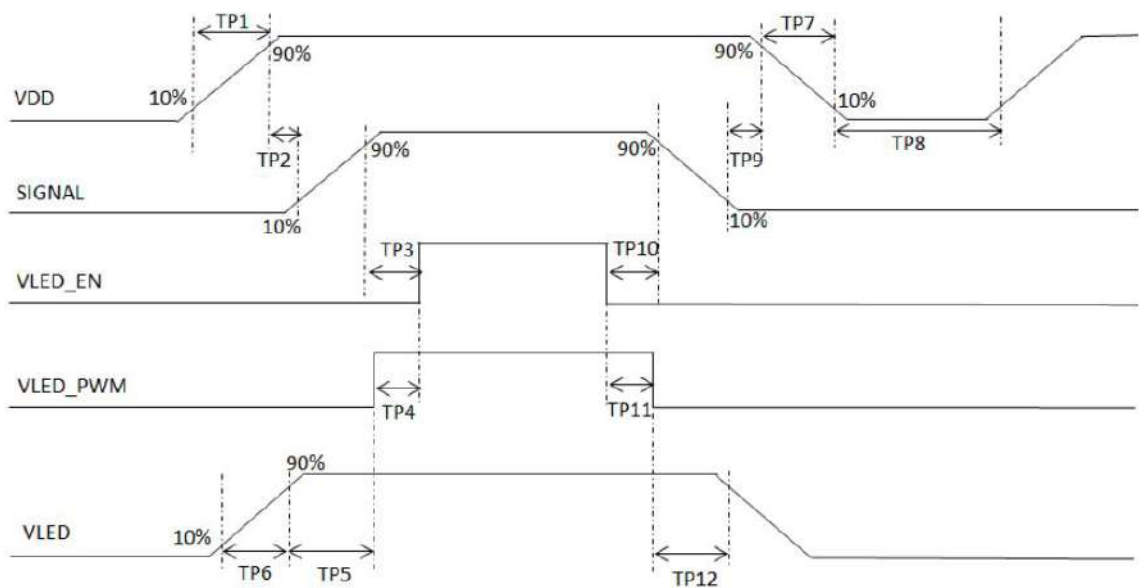 TP1 TP7
90% 90%
VDD 10% 10%
TP2 90% 90% TP9 TP8
SIGNAL
10% 10%
TP3 TP10
VLED_EN
VLED_PWM
TP4 TP11
90%
VLED 10%
TP6 TP5 TP12